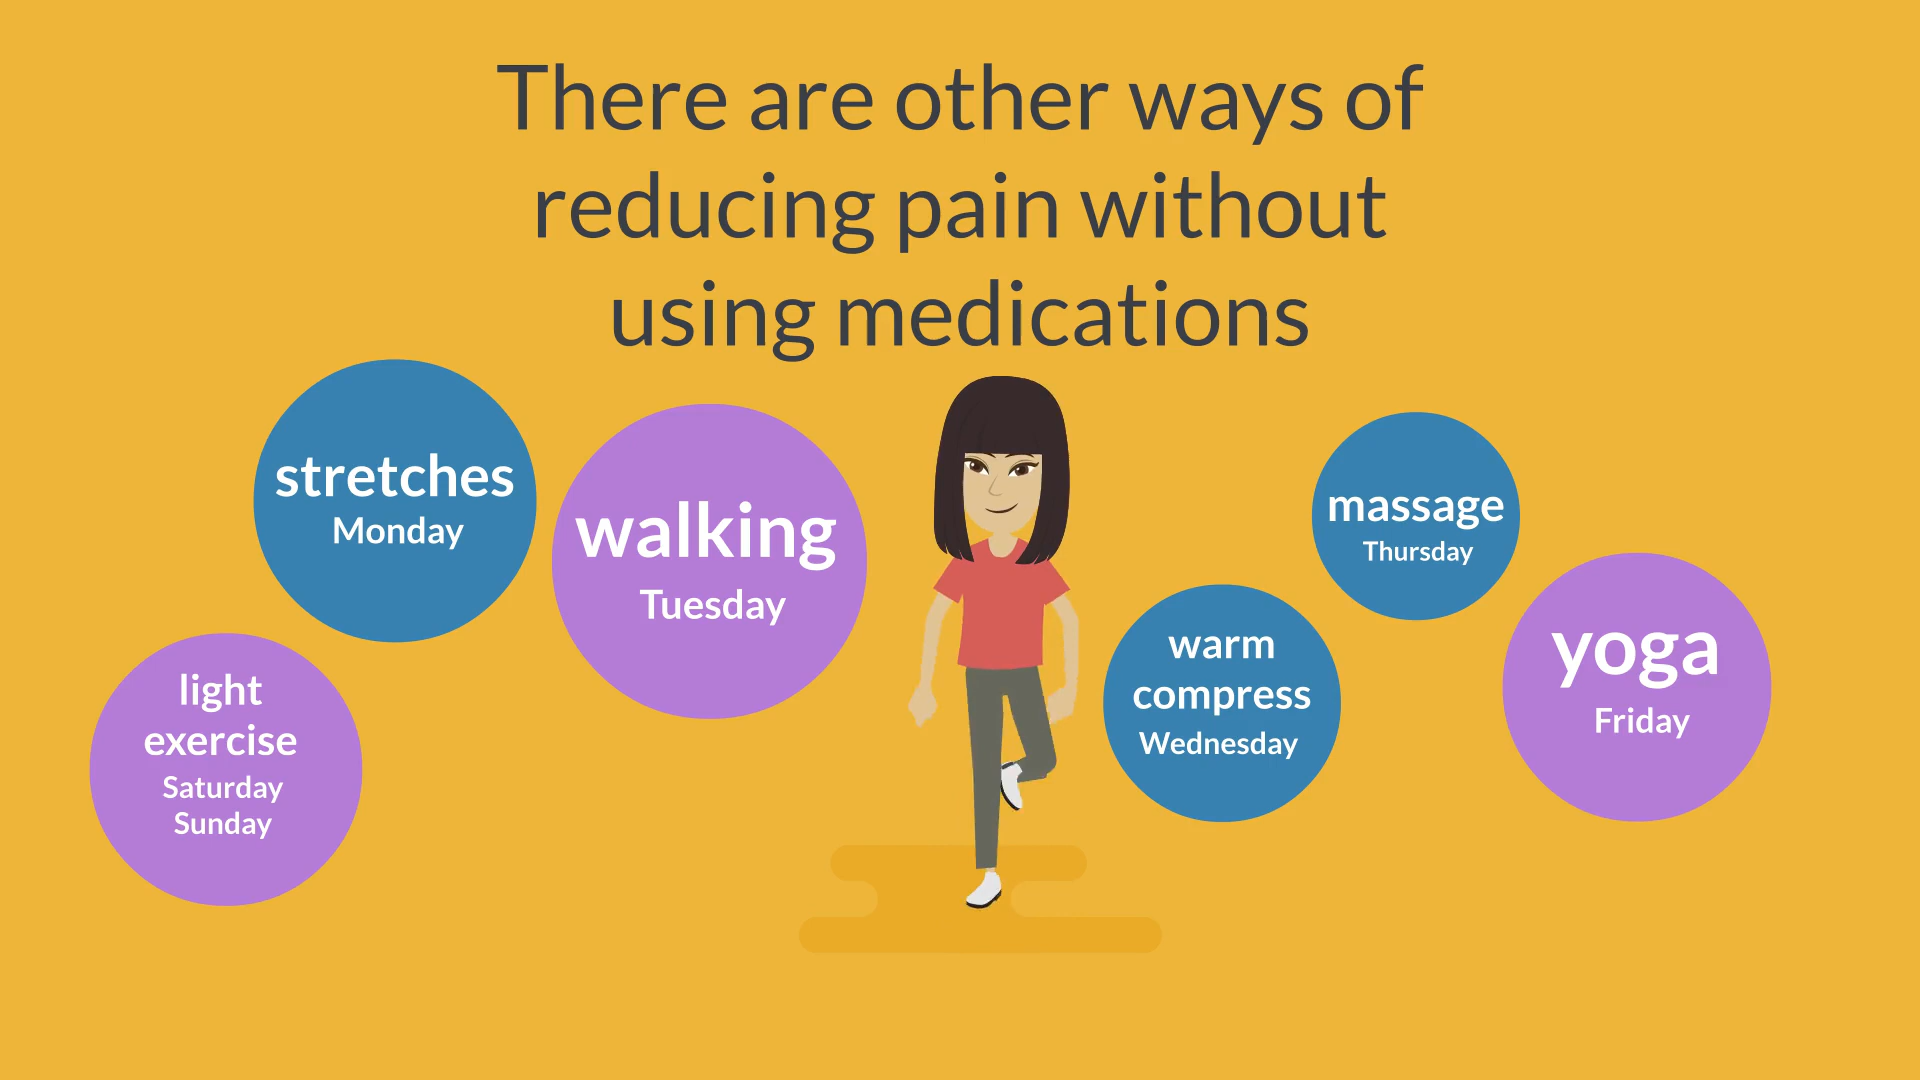 There are other ways of
reducing pain without
using medications
stretches
Monday
walking
Tuesday
massage
Thursday
warm
compress
Wednesday
yoga
Friday
light
exercise
Saturday
Sunday